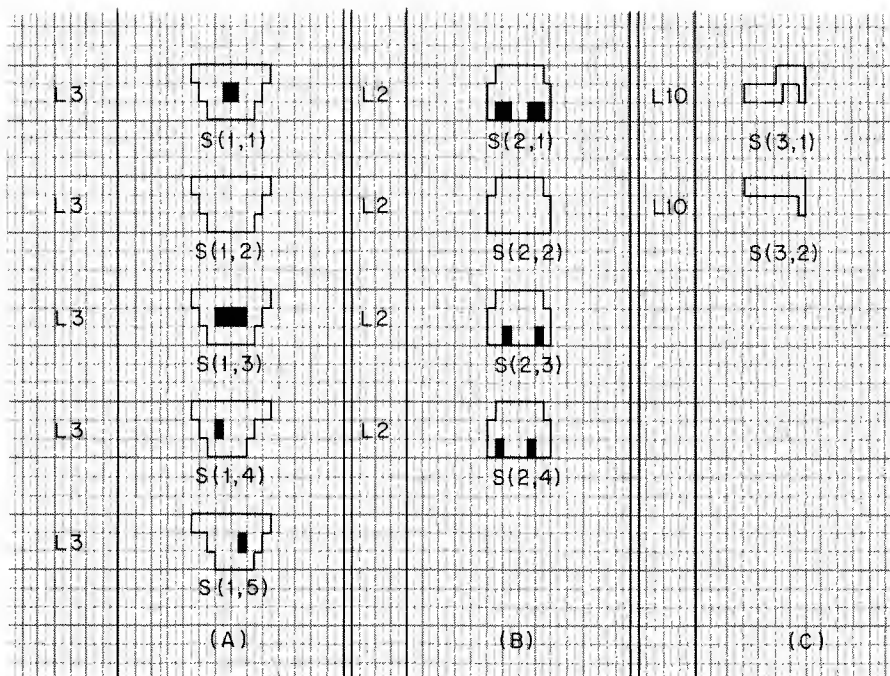 L3 L2 L10
S(1,1) S(2,1) S(3,1)
L3 L2 L10
S(1,2) S(2,2) S(3,2)
L3 L2
S(1,3) S(2,3)
L3 L2
S(1,4) S(2,4)
L3
S(1,5)
(A) (B) (C)